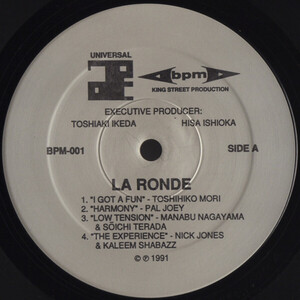 UNIVERSAL
bpm
KING STREET PRODUCTION
EXECUTIVE PRODUCER:
TOSHIAKI IKEDA HISA ISHIOKA
BPM-001 SIDE A
LA RONDE
1. "I GOT A FUN" - TOSHIHIKO MORI
2. "HARMONY" - PAL JOEY
3. "LOW TENSION" - MANABU NAGAYAMA
& SÖICHI TERADA
4. "THE EXPERIENCE" - NICK JONES
& KALEEM SHABAZZ
© ℗ 1991